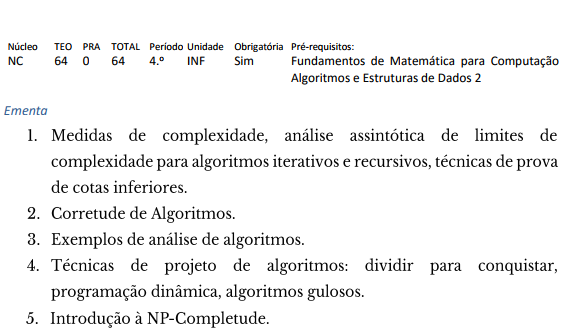 Núcleo TEO PRA TOTAL Período Unidade Obrigatória Pré-requisitos:
NC 64 0 64 4.º INF Sim Fundamentos de Matemática para Computação
Algoritmos e Estruturas de Dados 2
Ementa
1. Medidas de complexidade, análise assintótica de limites de
complexidade para algoritmos iterativos e recursivos, técnicas de prova
de cotas inferiores.
2. Corretude de Algoritmos.
3. Exemplos de análise de algoritmos.
4. Técnicas de projeto de algoritmos: dividir para conquistar,
programação dinâmica, algoritmos gulosos.
5. Introdução à NP-Completude.